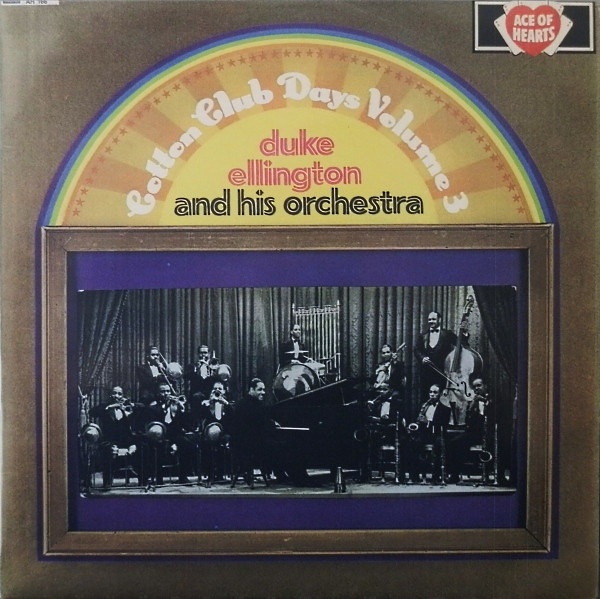 ACE OF
HEARTS
Cotton Club Days Volume 3
duke
ellington
and his orchestra